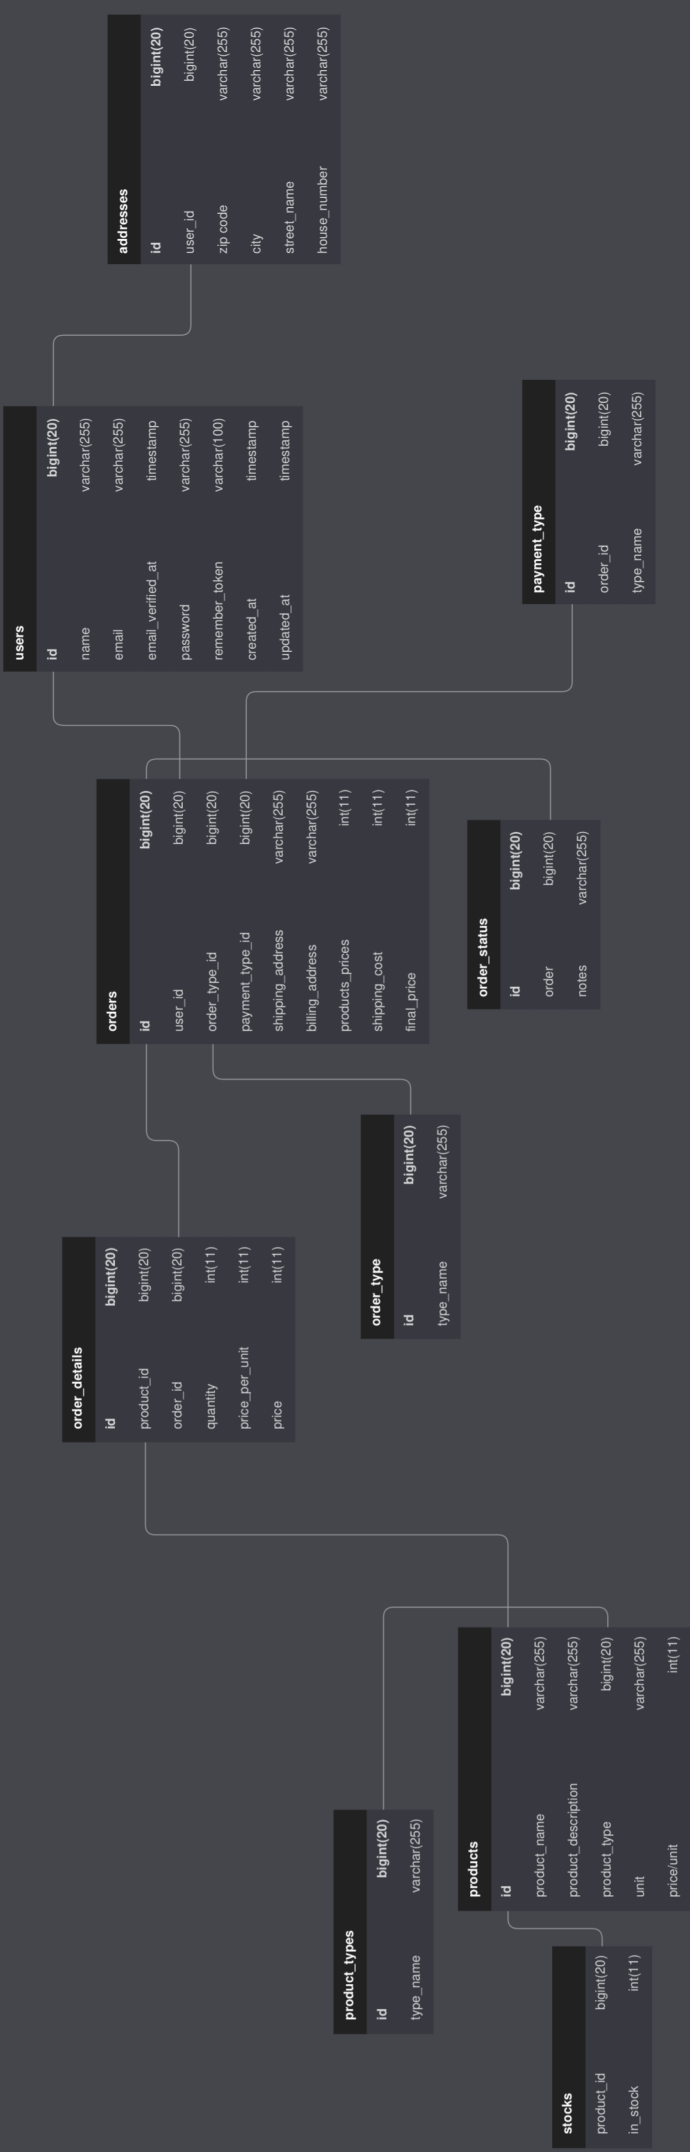 stocks
product_id bigint(20)
in_stock int(11)
product_types
id bigint(20)
type_name varchar(255)
products
id bigint(20)
product_name varchar(255)
product_description varchar(255)
product_type bigint(20)
unit varchar(255)
price/unit int(11)
order_details
id bigint(20)
product_id bigint(20)
order_id bigint(20)
quantity int(11)
price_per_unit int(11)
price int(11)
order_type
id bigint(20)
type_name varchar(255)
orders
id bigint(20)
user_id bigint(20)
order_type_id bigint(20)
payment_type_id bigint(20)
shipping_address varchar(255)
billing_address varchar(255)
products_prices int(11)
shipping_cost int(11)
final_price int(11)
order_status
id bigint(20)
order bigint(20)
notes varchar(255)
users
id bigint(20)
name varchar(255)
email varchar(255)
email_verified_at timestamp
password varchar(255)
remember_token varchar(100)
created_at timestamp
updated_at timestamp
payment_type
id bigint(20)
order_id bigint(20)
type_name varchar(255)
addresses
id bigint(20)
user_id bigint(20)
zip code varchar(255)
city varchar(255)
street_name varchar(255)
house_number varchar(255)